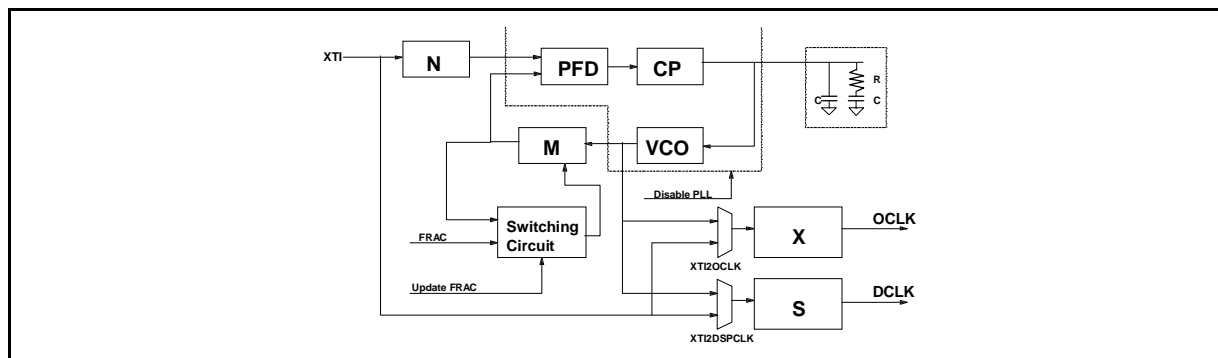 XTI
N
PFD
CP
R
C
C
M
VCO
Disable PLL
Switching
Circuit
FRAC
Update FRAC
X
OCLK
XTI2OCLK
S
DCLK
XTI2DSPCLK